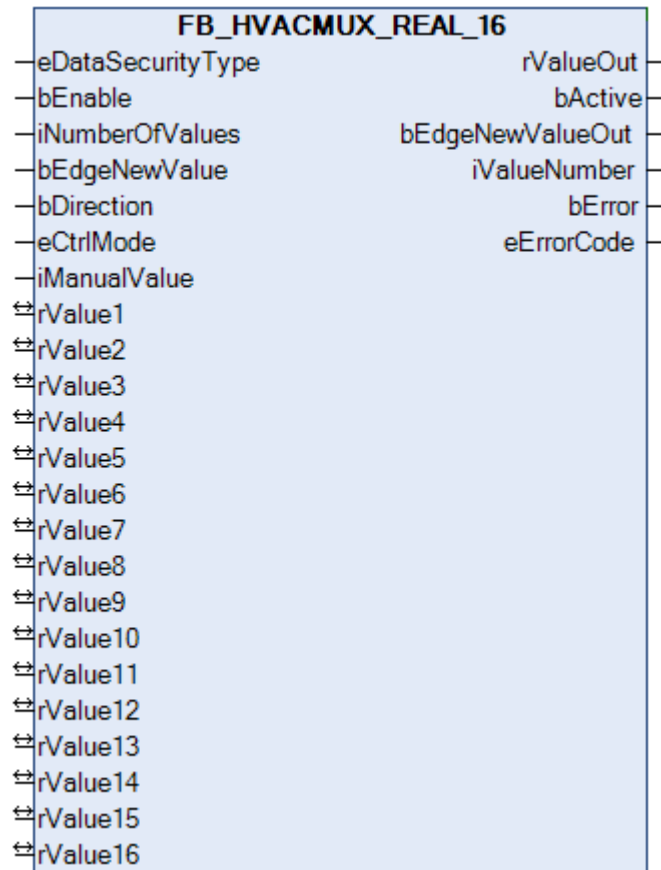 FB_HVACMUX_REAL_16
eDataSecurityType rValueOut
bEnable bActive
iNumberOfValues bEdgeNewValueOut
bEdgeNewValue iValueNumber
bDirection bError
eCtrlMode eErrorCode
iManualValue
rValue1
rValue2
rValue3
rValue4
rValue5
rValue6
rValue7
rValue8
rValue9
rValue10
rValue11
rValue12
rValue13
rValue14
rValue15
rValue16